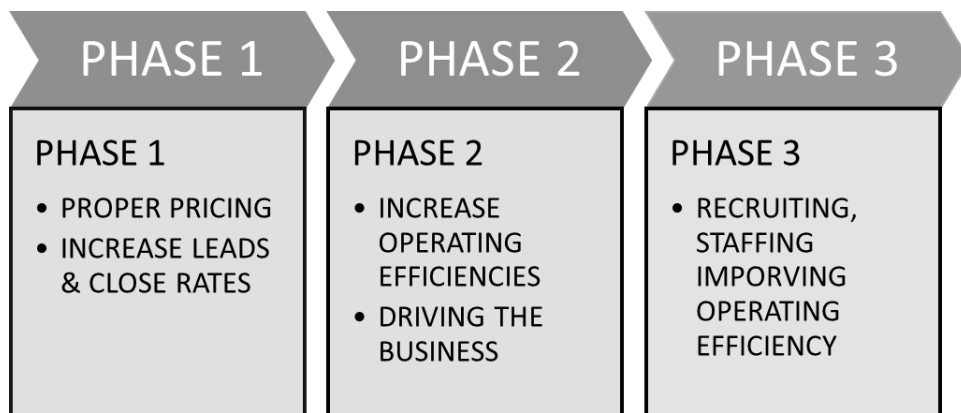 PHASE 1
PHASE 2
PHASE 3
PHASE 1
• PROPER PRICING
• INCREASE LEADS
& CLOSE RATES
PHASE 2
• INCREASE
OPERATING
EFFICIENCIES
• DRIVING THE
BUSINESS
PHASE 3
• RECRUITING,
STAFFING
IMPORVING
OPERATING
EFFICIENCY